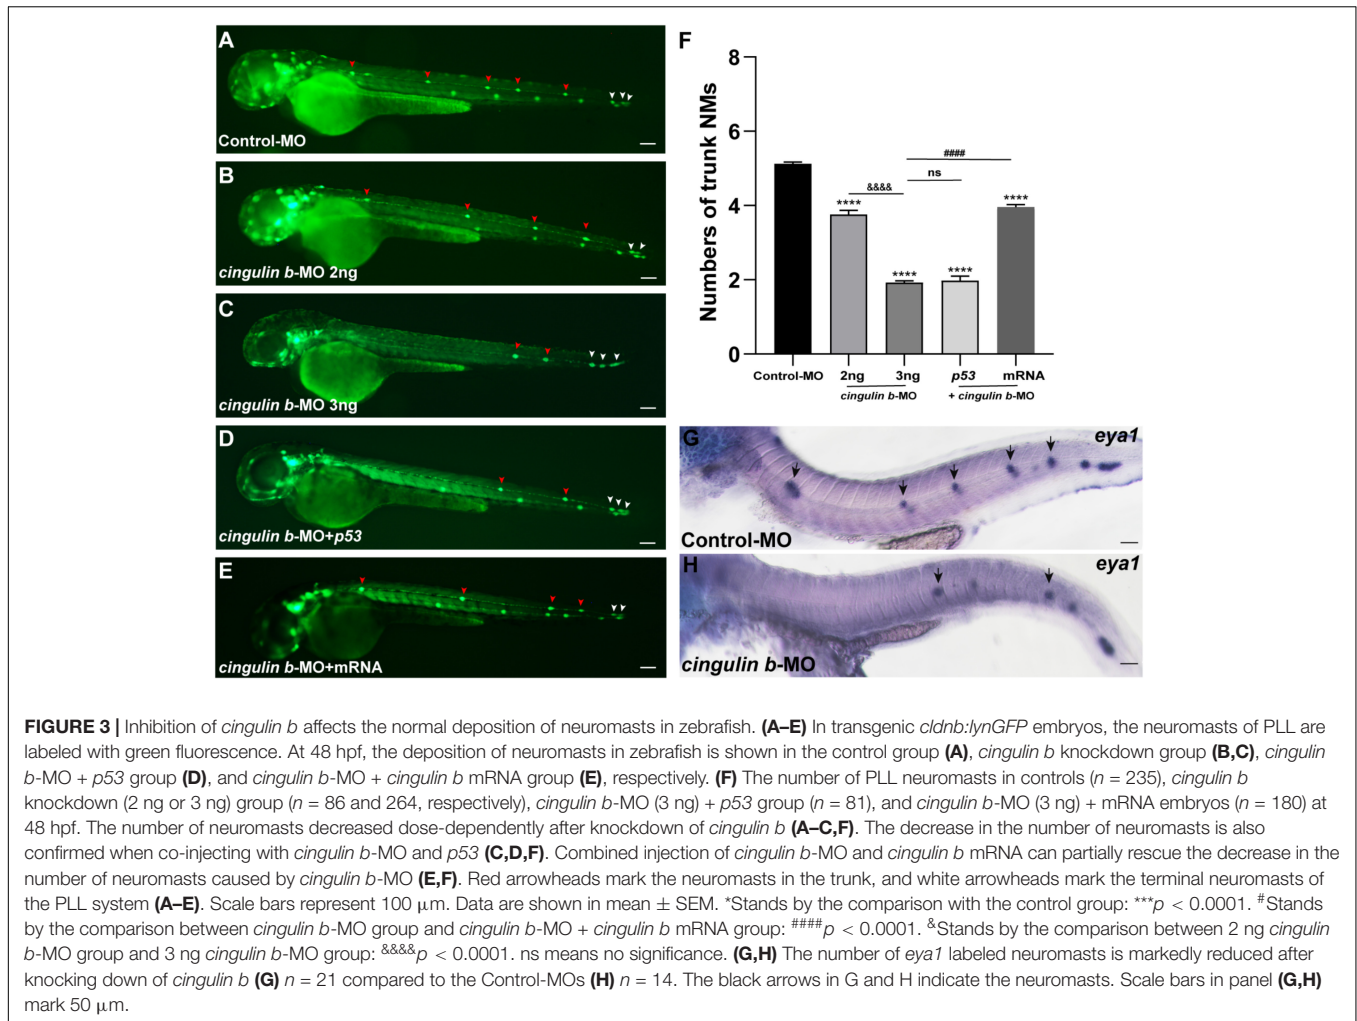 A
Control-MO
B
cingulin b-MO 2ng
C
cingulin b-MO 3ng
D
cingulin b-MO+p53
E
cingulin b-MO+mRNA
F
Numbers of trunk NMs
8
6
4
2
0
****
&&&&
****
ns
****
####
****
Control-MO
2ng
3ng
p53
mRNA
cingulin b-MO
+ cingulin b-MO
G
eya1
Control-MO
H
eya1
cingulin b-MO
FIGURE 3 | Inhibition of cingulin b affects the normal deposition of neuromasts in zebrafish. (A–E) In transgenic cldnb:lynGFP embryos, the neuromasts of PLL are
labeled with green fluorescence. At 48 hpf, the deposition of neuromasts in zebrafish is shown in the control group (A), cingulin b knockdown group (B,C), cingulin
b-MO + p53 group (D), and cingulin b-MO + cingulin b mRNA group (E), respectively. (F) The number of PLL neuromasts in controls (n = 235), cingulin b
knockdown (2 ng or 3 ng) group (n = 86 and 264, respectively), cingulin b-MO (3 ng) + p53 group (n = 81), and cingulin b-MO (3 ng) + mRNA embryos (n = 180) at
48 hpf. The number of neuromasts decreased dose-dependently after knockdown of cingulin b (A–C,F). The decrease in the number of neuromasts is also
confirmed when co-injecting with cingulin b-MO and p53 (C,D,F). Combined injection of cingulin b-MO and cingulin b mRNA can partially rescue the decrease in the
number of neuromasts caused by cingulin b-MO (E,F). Red arrowheads mark the neuromasts in the trunk, and white arrowheads mark the terminal neuromasts of
the PLL system (A–E). Scale bars represent 100 μm. Data are shown in mean ± SEM. *Stands by the comparison with the control group: ***p < 0.0001. #Stands
by the comparison between cingulin b-MO group and cingulin b-MO + cingulin b mRNA group: ####p < 0.0001. &Stands by the comparison between 2 ng cingulin
b-MO group and 3 ng cingulin b-MO group: &&&&p < 0.0001. ns means no significance. (G,H) The number of eya1 labeled neuromasts is markedly reduced after
knocking down of cingulin b (G) n = 21 compared to the Control-MOs (H) n = 14. The black arrows in G and H indicate the neuromasts. Scale bars in panel (G,H)
mark 50 μm.